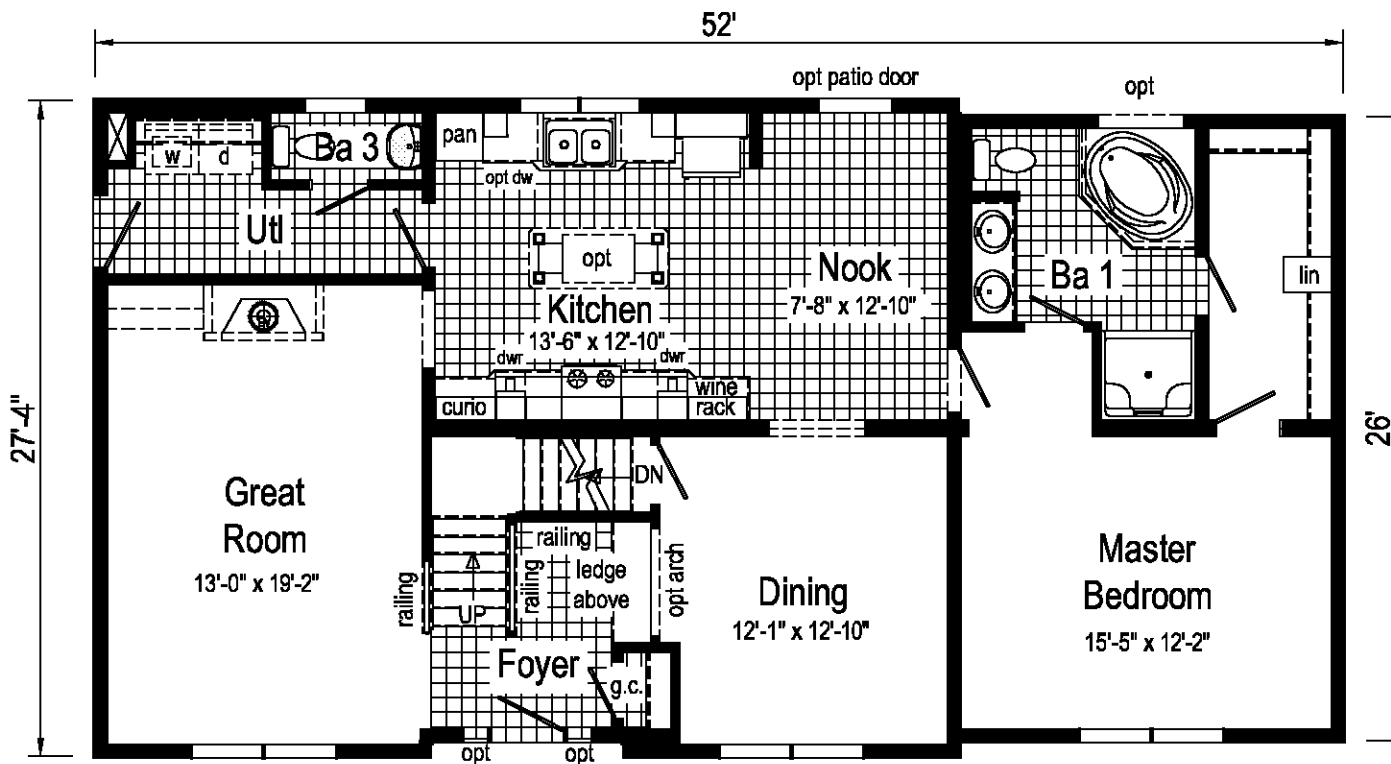 52'
opt patio door
opt
pan
w
d
Ba 3
opt dw
Utl
opt
Nook
7'-8" x 12'-10"
Ba 1
lin
Kitchen
13'-6" x 12'-10"
dwr
dwr
curio
wine
rack
27'-4"
26'
DN
Great
Room
13'-0" x 19'-2"
railing
UP
railing
railing
ledge
above
opt arch
Dining
12'-1" x 12'-10"
Master
Bedroom
15'-5" x 12'-2"
Foyer
g.c.
opt
opt